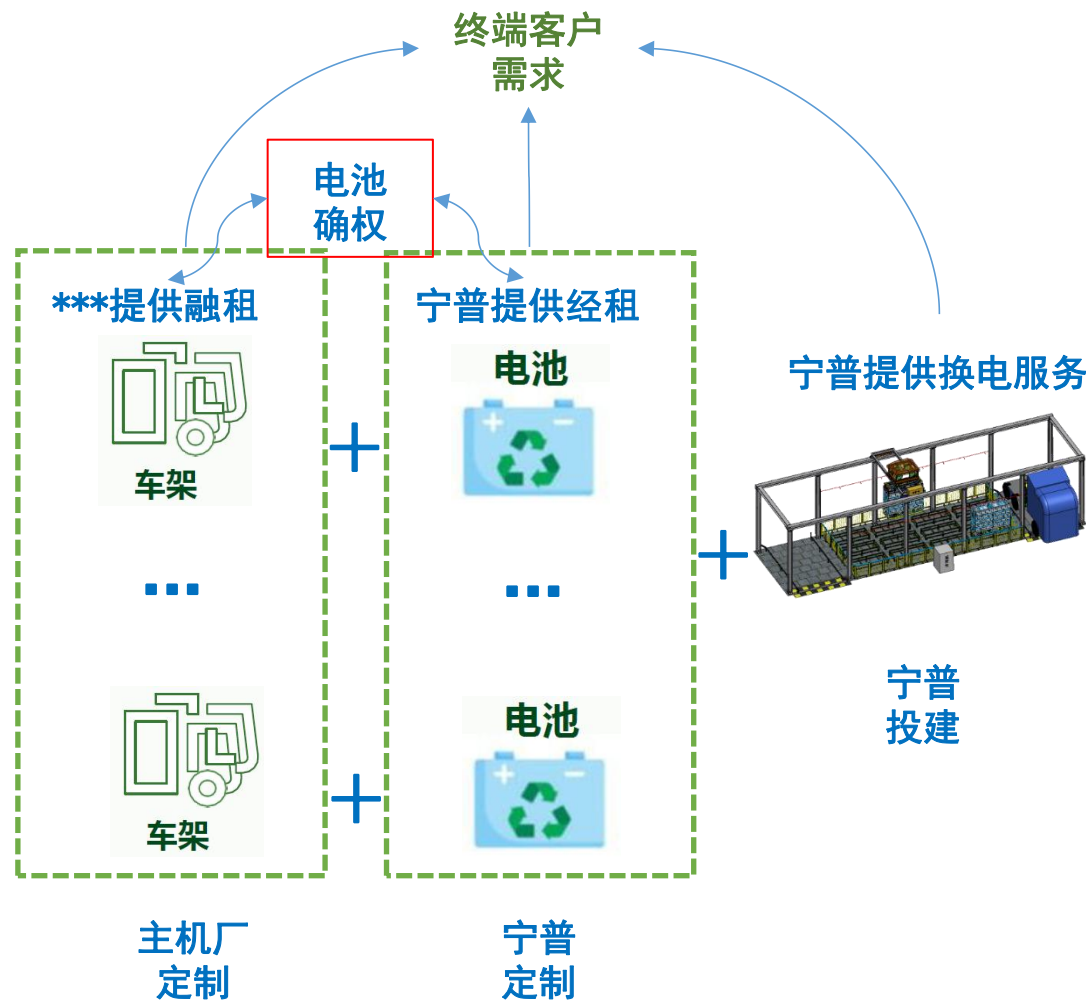 终端客户
需求
电池
确权
***提供融租
宁普提供经租
宁普提供换电服务
电池
车架
...
...
电池
车架
宁普
投建
主机厂
定制
宁普
定制